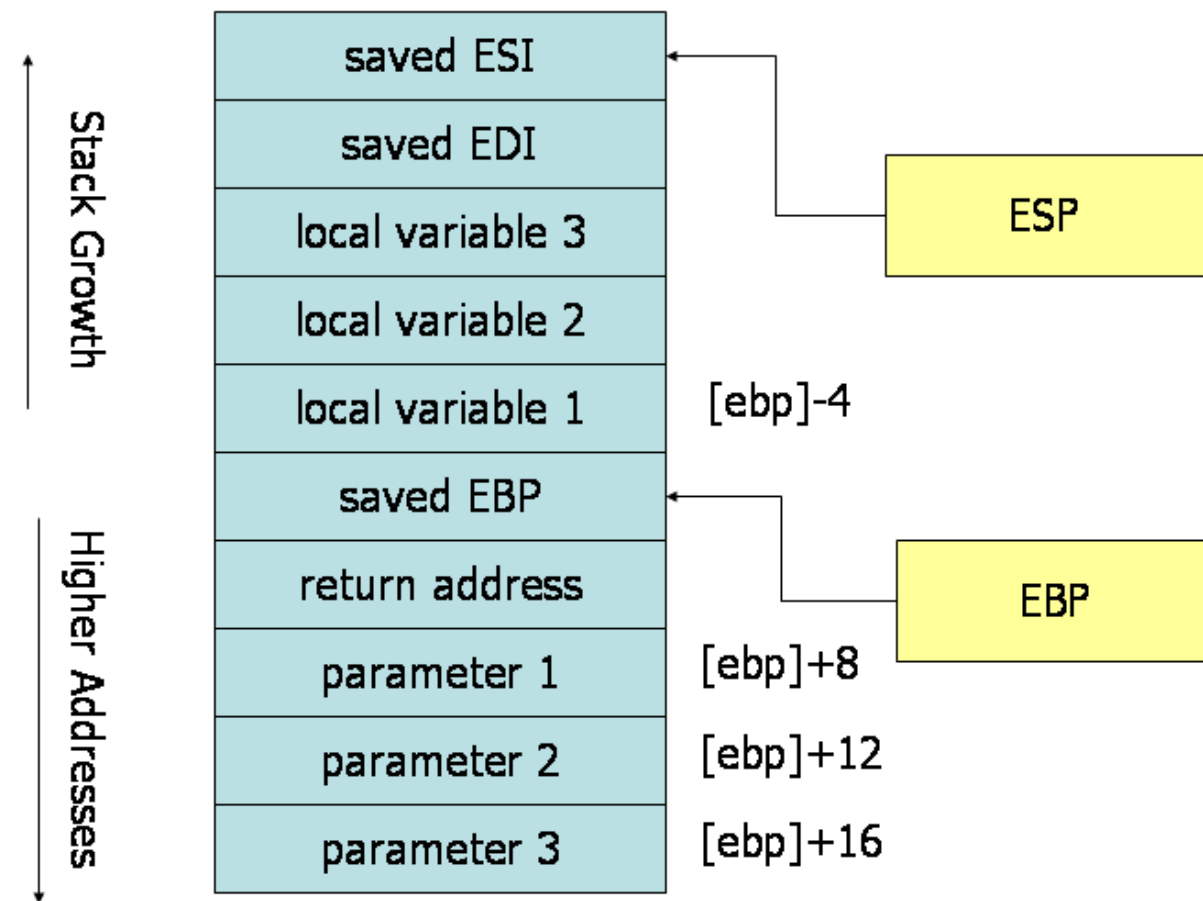 saved ESI
saved EDI
ESP
local variable 3
local variable 2
local variable 1
[ebp]-4
saved EBP
return address
EBP
parameter 1
[ebp]+8
parameter 2
[ebp]+12
parameter 3
[ebp]+16
Stack Growth
Higher Addresses